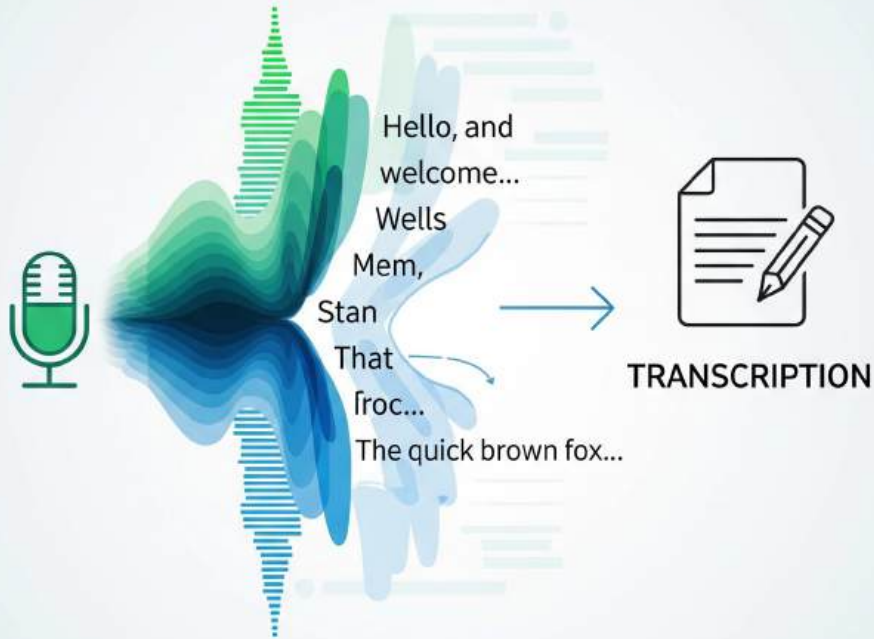 Hello, and
welcome...
Wells
Mem,
Stan
That
The quick brown fox...
TRANSCRIPTION